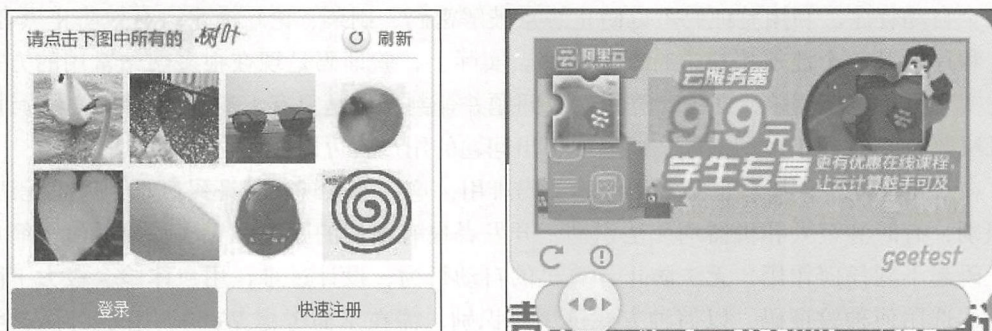 请点击下图中所有的 树叶
刷新
登录
快速注册
阿里云
aliyun.com
云服务器
9.9元
学生专享
更有优惠在线课程,
让云计算触手可及
geetest